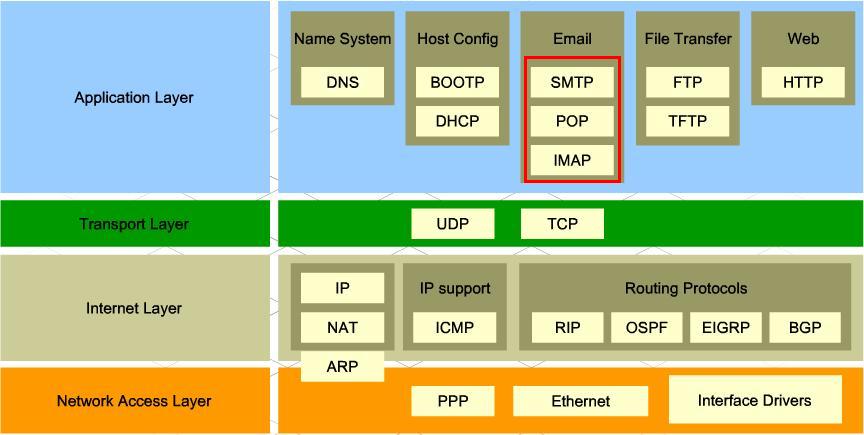 Application Layer
Name System
DNS
Host Config
BOOTP
DHCP
Email
SMTP
POP
IMAP
File Transfer
FTP
TFTP
Web
HTTP
Transport Layer
UDP
TCP
Internet Layer
IP
NAT
ARP
IP support
ICMP
Routing Protocols
RIP
OSPF
EIGRP
BGP
Network Access Layer
PPP
Ethernet
Interface Drivers